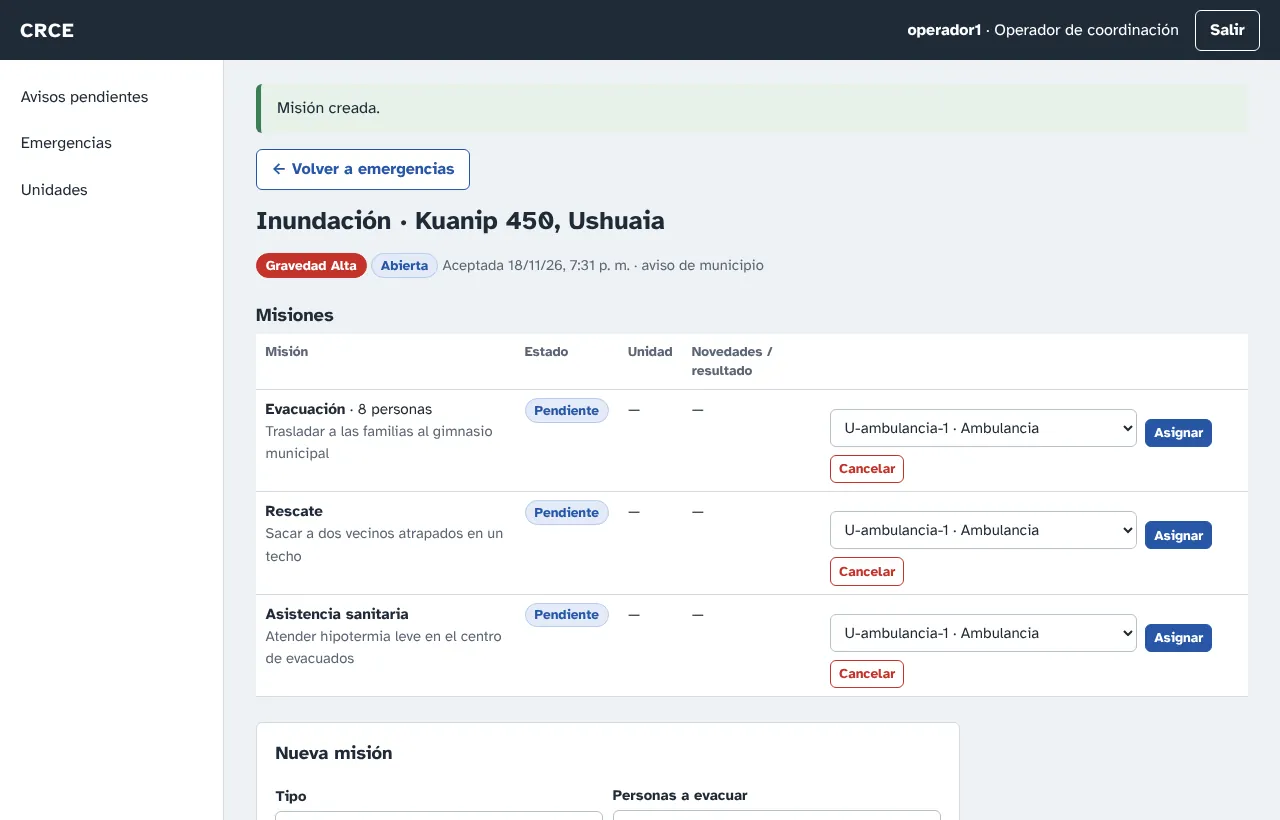 CRCE
operador1 · Operador de coordinación
Salir
Avisos pendientes
Emergencias
Unidades
Misión creada.
← Volver a emergencias
Inundación · Kuanip 450, Ushuaia
Gravedad Alta Abierta Aceptada 18/11/26, 7:31 p. m. · aviso de municipio
Misiones
Misión Estado Unidad Novedades /
resultado
Evacuación · 8 personas Pendiente — —
Trasladar a las familias al gimnasio
municipal
U-ambulancia-1 · Ambulancia Asignar
Cancelar
Rescate Pendiente — —
Sacar a dos vecinos atrapados en un
techo
U-ambulancia-1 · Ambulancia Asignar
Cancelar
Asistencia sanitaria Pendiente — —
Atender hipotermia leve en el centro
de evacuados
U-ambulancia-1 · Ambulancia Asignar
Cancelar
Nueva misión
Tipo Personas a evacuar